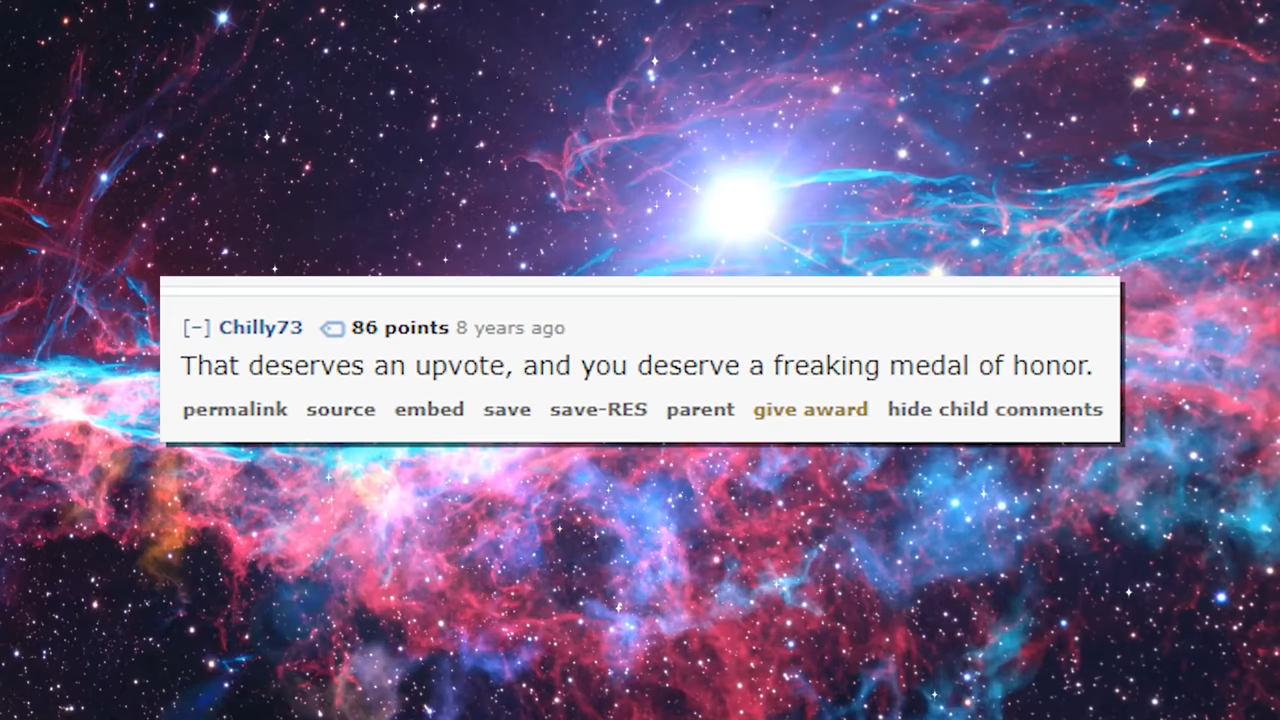 [−] Chilly73 86 points 8 years ago
That deserves an upvote, and you deserve a freaking medal of honor.
permalink source embed save save-RES parent give award hide child comments